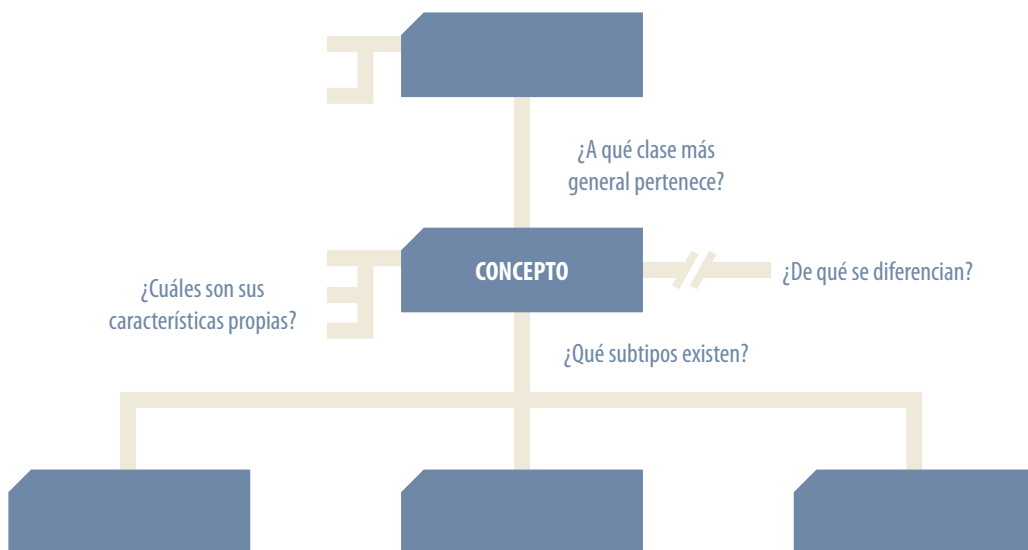 ¿A qué clase más
general pertenece?
CONCEPTO
¿De qué se diferencian?
¿Cuáles son sus
características propias?
¿Qué subtipos existen?